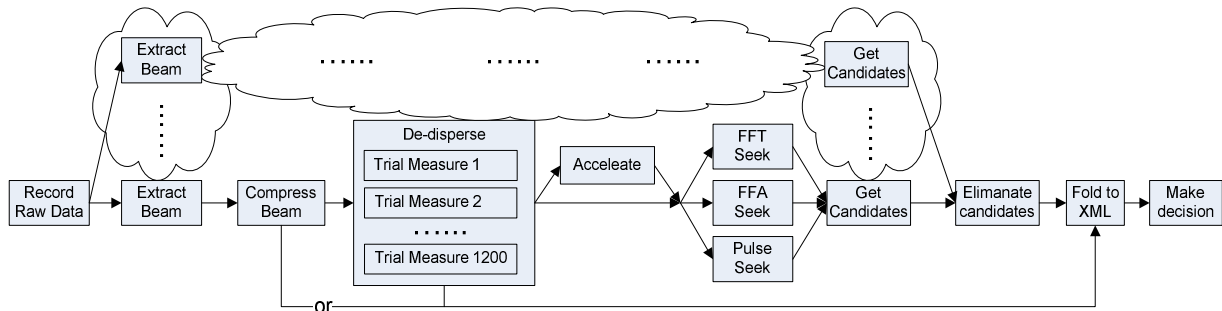 Extract
Beam
......
......
......
Get
Candidates
De-disperse
Trial Measure 1
Trial Measure 2
......
Trial Measure 1200
Record
Raw Data
Extract
Beam
Compress
Beam
Acceleate
FFT
Seek
FFA
Seek
Pulse
Seek
Get
Candidates
Elimanate
candidates
Fold to
XML
Make
decision
or